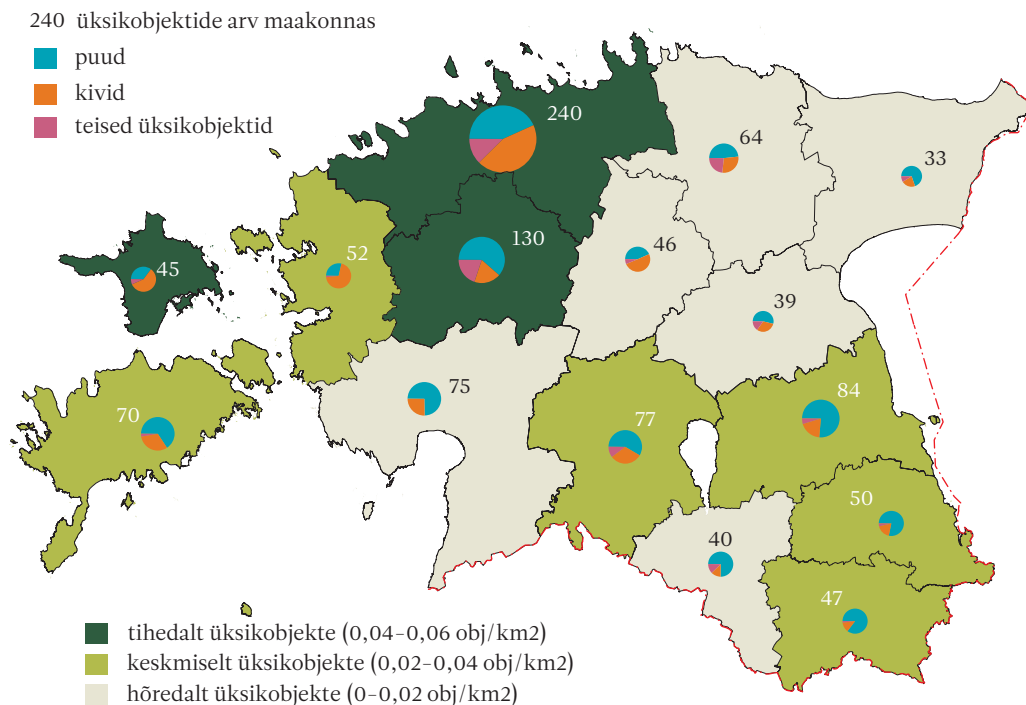 240 üksikobjektide arv maakonnas
puud
kivid
teised üksikobjektid
240
64
33
130
46
52
45
39
75
70
77
84
50
40
47
tihedalt üksikobjekte (0,04–0,06 obj/km2)
keskmiselt üksikobjekte (0,02–0,04 obj/km2)
hõredalt üksikobjekte (0–0,02 obj/km2)